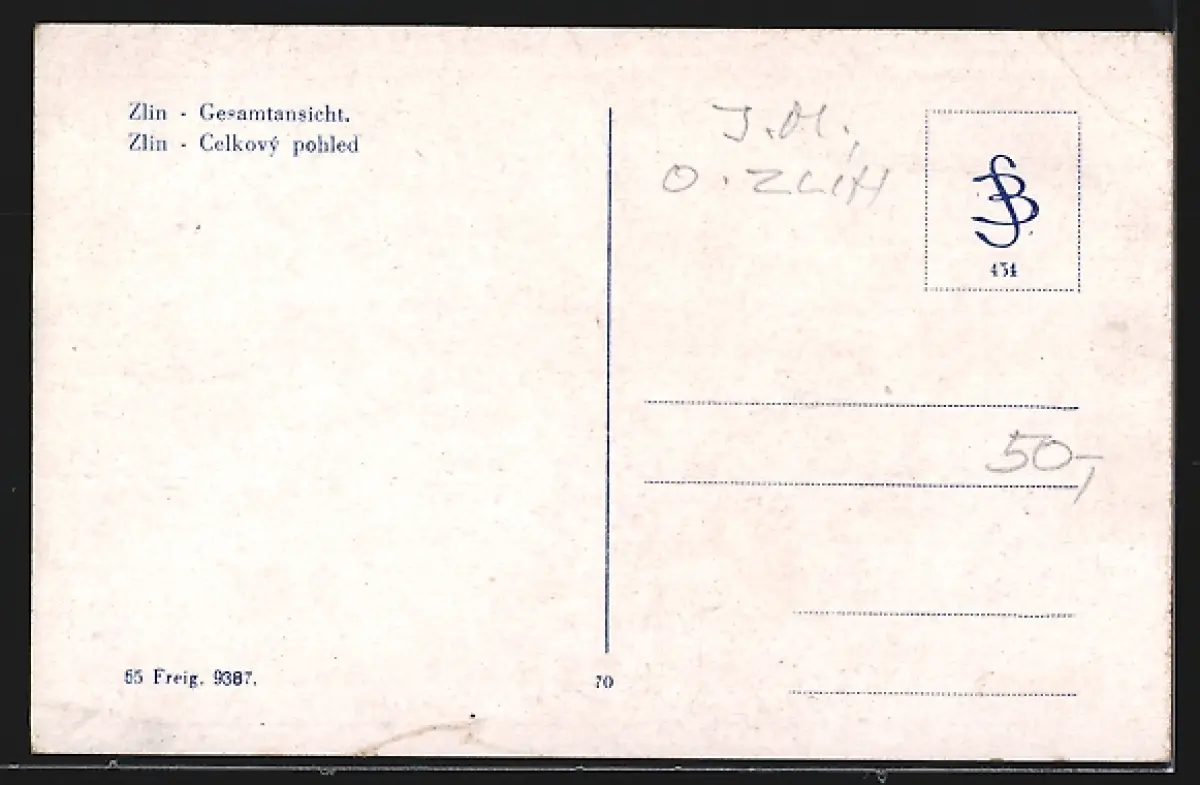 Zlin - Gesamtansicht.
Zlin - Celkový pohled
J.M.,
O. ZLÍN
434
50,-
65 Freig. 9387.
70